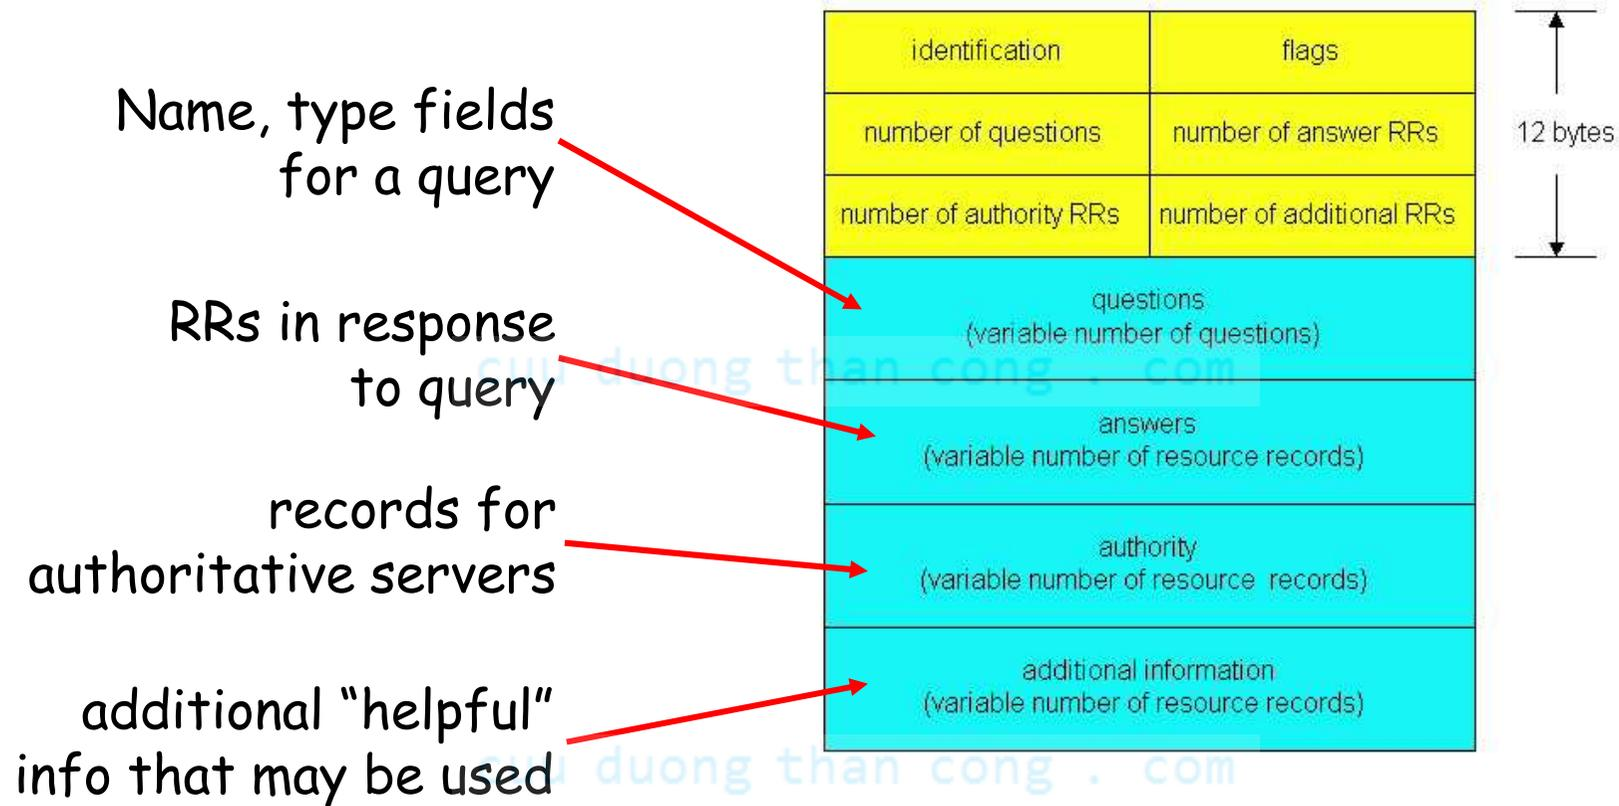 Name, type fields
for a query
RRs in response
to query
records for
authoritative servers
additional “helpful”
info that may be used
identification
flags
number of questions
number of answer RRs
number of authority RRs
number of additional RRs
12 bytes
questions
(variable number of questions)
answers
(variable number of resource records)
authority
(variable number of resource records)
additional information
(variable number of resource records)
cuu duong than cong . com
cuu duong than cong . com